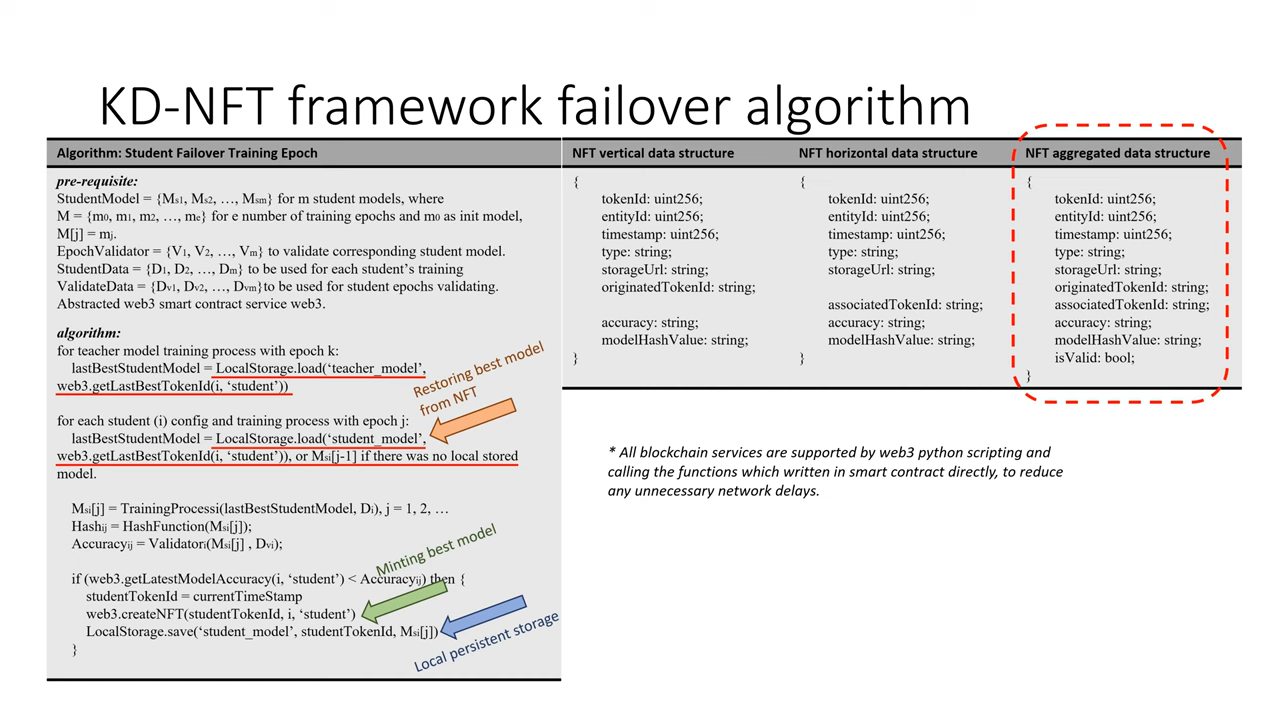 KD-NFT framework failover algorithm
Algorithm: Student Failover Training Epoch
pre-requisite:
StudentModel = {Ms1, Ms2, …, Msm} for m student models, where
M = {m0, m1, m2, …, me} for e number of training epochs and m0 as init model,
M[j] = mj.
EpochValidator = {V1, V2, …, Vm} to validate corresponding student model.
StudentData = {D1, D2, …, Dm} to be used for each student’s training
ValidateData = {Dv1, Dv2, …, Dvm}to be used for student epochs validating.
Abstracted web3 smart contract service web3.
algorithm:
for teacher model training process with epoch k:
lastBestStudentModel = LocalStorage.load(‘teacher_model’,
web3.getLastBestTokenId(i, ‘student’))
for each student (i) config and training process with epoch j:
lastBestStudentModel = LocalStorage.load(‘student_model’,
web3.getLastBestTokenId(i, ‘student’)), or Msi[j-1] if there was no local stored
model.
Msi[j] = TrainingProcessi(lastBestStudentModel, Di), j = 1, 2, …
Hashij = HashFunction(Msi[j]);
Accuracyij = Validatori(Msi[j] , Dvi);
if (web3.getLatestModelAccuracy(i, ‘student’) < Accuracyij) then {
studentTokenId = currentTimeStamp
web3.createNFT(studentTokenId, i, ‘student’)
LocalStorage.save(‘student_model’, studentTokenId, Msi[j])
}
Restoring best model
from NFT
Minting best model
Local persistent storage
NFT vertical data structure
{
tokenId: uint256;
entityId: uint256;
timestamp: uint256;
type: string;
storageUrl: string;
originatedTokenId: string;
accuracy: string;
modelHashValue: string;
}
NFT horizontal data structure
{
tokenId: uint256;
entityId: uint256;
timestamp: uint256;
type: string;
storageUrl: string;
associatedTokenId: string;
accuracy: string;
modelHashValue: string;
}
NFT aggregated data structure
{
tokenId: uint256;
entityId: uint256;
timestamp: uint256;
type: string;
storageUrl: string;
originatedTokenId: string;
associatedTokenId: string;
accuracy: string;
modelHashValue: string;
isValid: bool;
}
* All blockchain services are supported by web3 python scripting and
calling the functions which written in smart contract directly, to reduce
any unnecessary network delays.